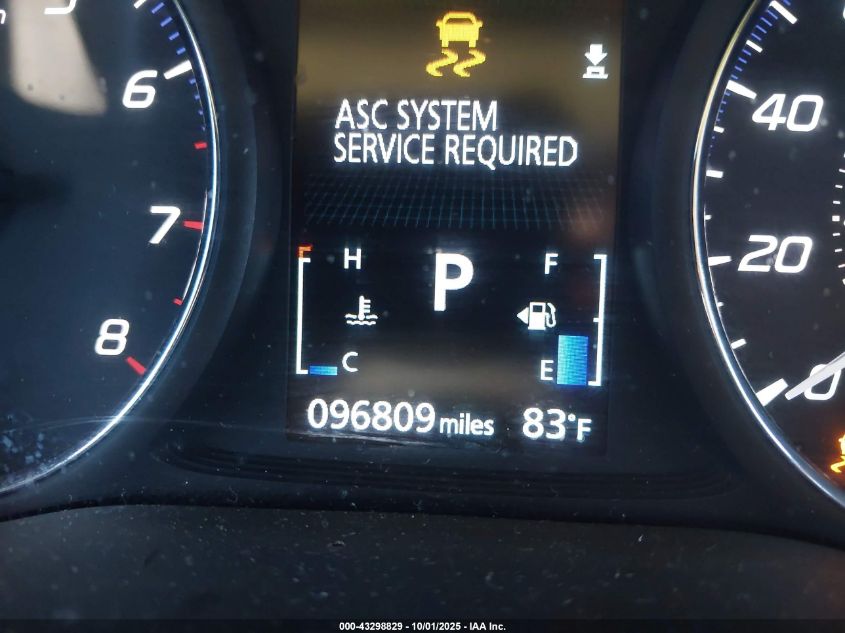 6
7
8
40
20
0
ASC SYSTEM
SERVICE REQUIRED
H
P
F
C
E
096809 miles 83°F
000-43298829 - 10/01/2025 - IAA Inc.